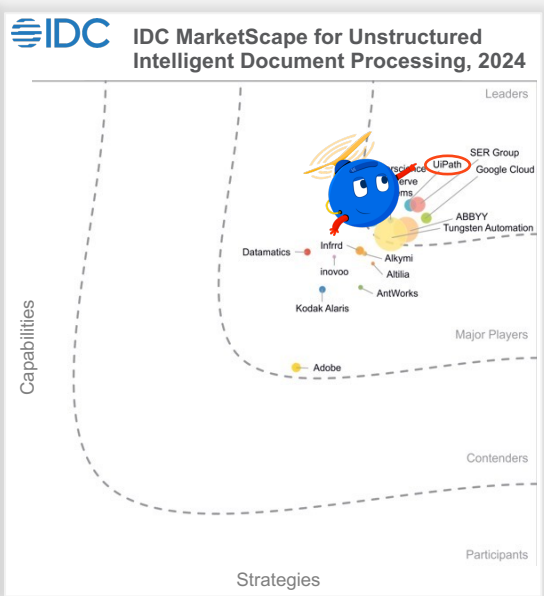 IDC
IDC MarketScape for Unstructured
Intelligent Document Processing, 2024
Leaders
SER Group
UiPath
Google Cloud
ABBYY
Tungsten Automation
Datamatics
Infrrd
Alkymi
inovoo
Altilia
AntWorks
Kodak Alaris
Major Players
Adobe
Capabilities
Contenders
Participants
Strategies